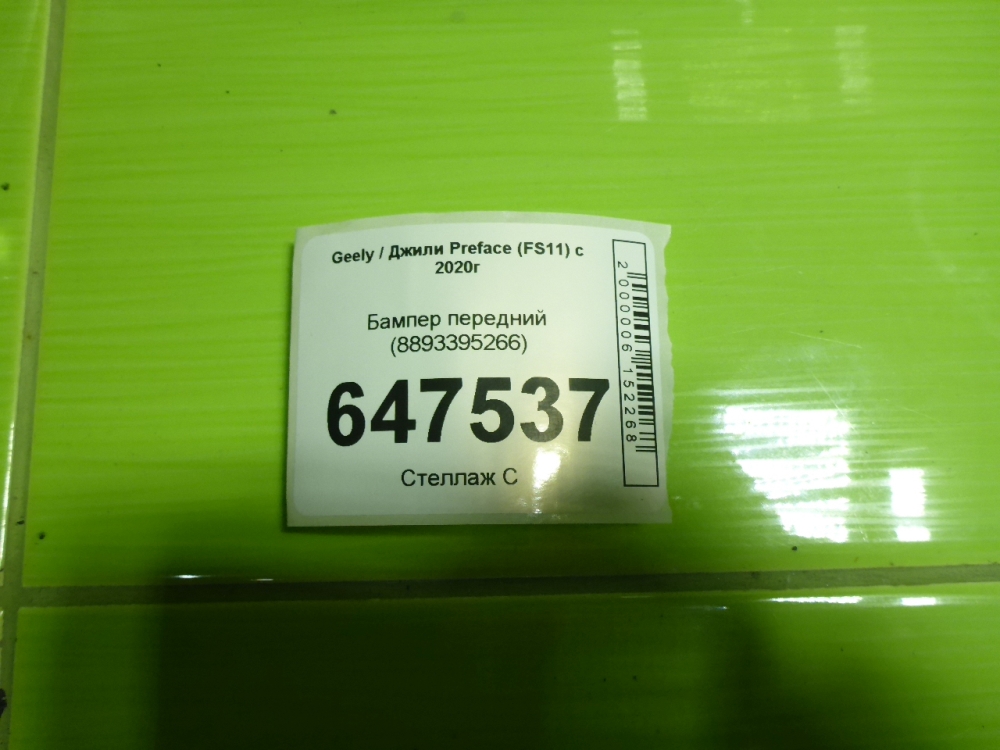 Geely / Джили Preface (FS11) с
2020г
Бампер передний
(8893395266)
647537
Стеллаж С
2000006152268